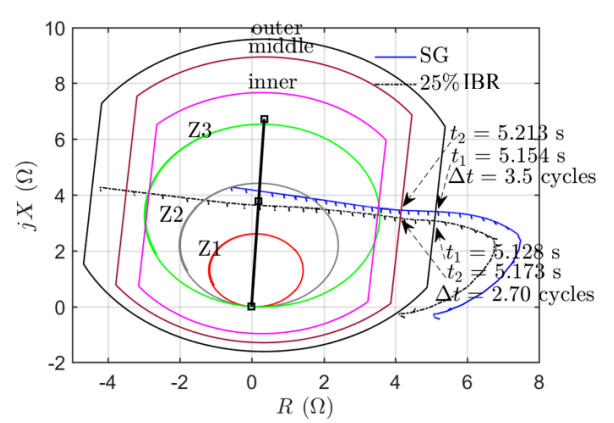 outer
middle
inner
SG
25% IBR
Z3
Z2
Z1
t₂ = 5.213 s
t₁ = 5.154 s
Δt = 3.5 cycles
t₁ = 5.128 s
t₂ = 5.173 s
Δt = 2.70 cycles
10
8
6
4
2
0
-2
jX (Ω)
-4 -2 0 2 4 6 8
R (Ω)